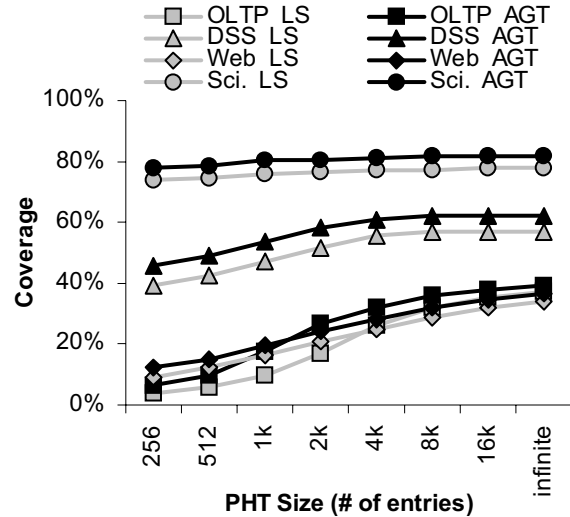 OLTP LS OLTP AGT
DSS LS DSS AGT
Web LS Web AGT
Sci. LS Sci. AGT
100%
80%
60%
40%
20%
0%
Coverage
256 512 1k 2k 4k 8k 16k infinite
PHT Size (# of entries)